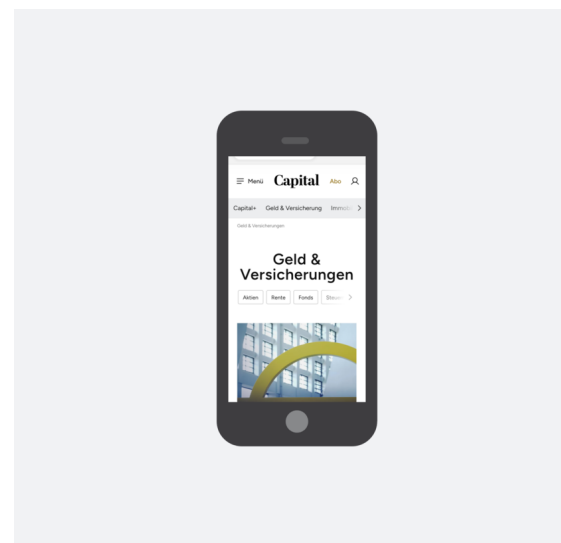 Menü Capital Abo
Capital+ Geld & Versicherung
Geld & Versicherungen
Geld &
Versicherungen
Aktien Rente Fonds